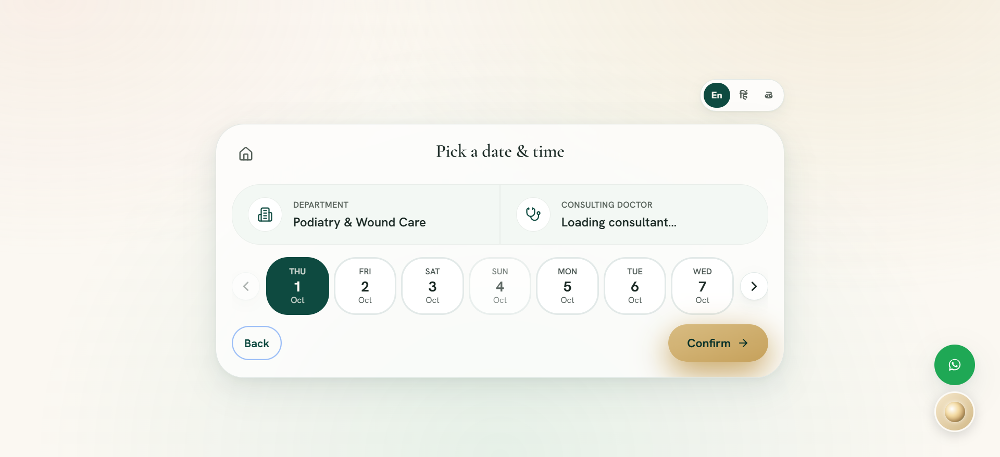 En हिं తె
Pick a date & time
DEPARTMENT
Podiatry & Wound Care
CONSULTING DOCTOR
Loading consultant...
THU
1
Oct
FRI
2
Oct
SAT
3
Oct
SUN
4
Oct
MON
5
Oct
TUE
6
Oct
WED
7
Oct
Back
Confirm